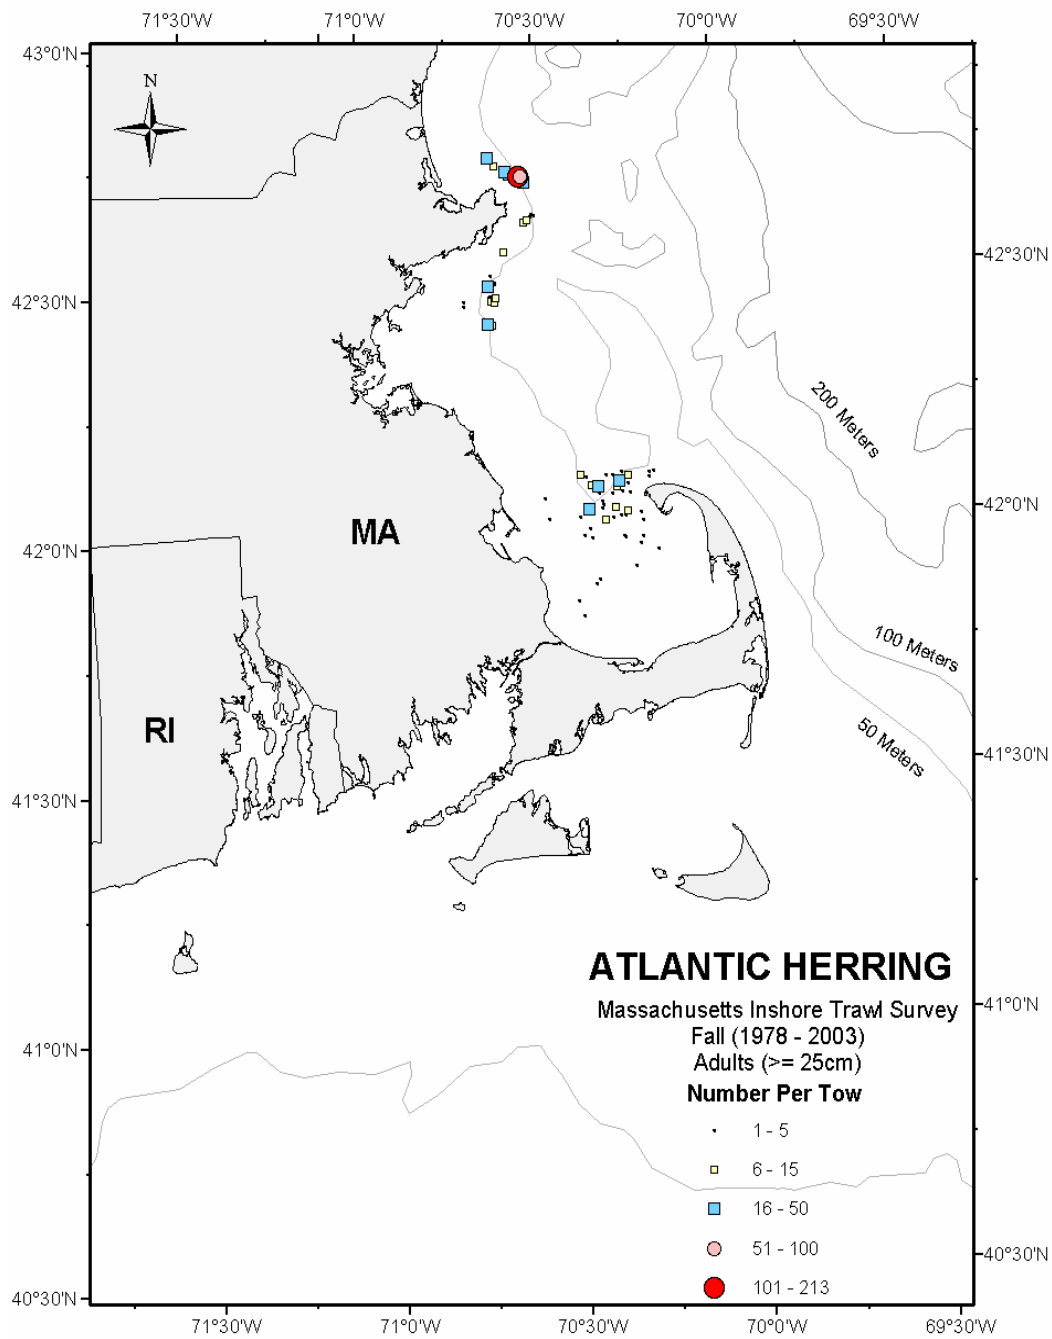 71°30'W 71°0'W 70°30'W 70°0'W 69°30'W
43°0'N
N
42°30'N
42°30'N
200 Meters
42°0'N
MA
42°0'N
100 Meters
RI
50 Meters
41°30'N
41°30'N
ATLANTIC HERRING
Massachusetts Inshore Trawl Survey
41°0'N
Fall (1978 - 2003)
41°0'N
Adults (>= 25cm)
Number Per Tow
1 - 5
6 - 15
16 - 50
51 - 100
40°30'N
101 - 213
40°30'N
71°30'W 71°0'W 70°30'W 70°0'W 69°30'W